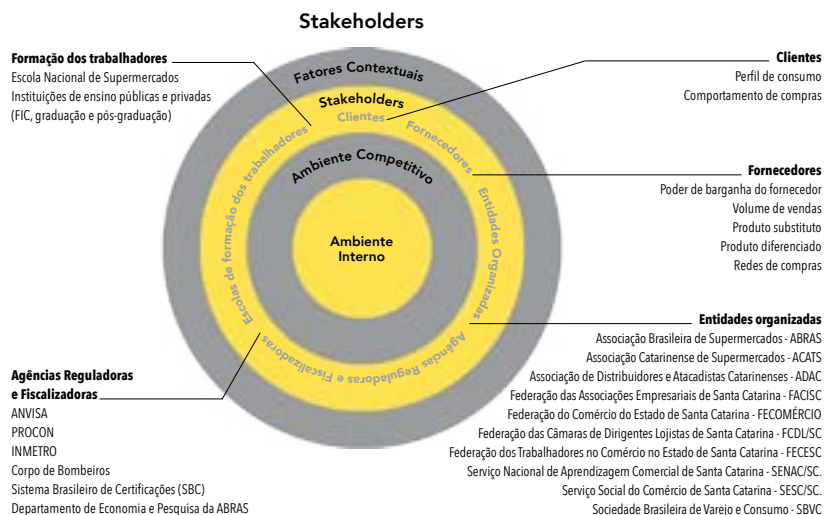 Stakeholders
Formação dos trabalhadores
Escola Nacional de Supermercados
Instituições de ensino públicas e privadas
(FIC, graduação e pós-graduação)
Fatores Contextuais
Stakeholders
Clientes
Fornecedores
Entidades Organizadas
Agências Reguladoras e Fiscalizadoras
Escolas de formação dos trabalhadores
Ambiente Competitivo
Ambiente
Interno
Clientes
Perfil de consumo
Comportamento de compras
Fornecedores
Poder de barganha do fornecedor
Volume de vendas
Produto substituto
Produto diferenciado
Redes de compras
Entidades organizadas
Associação Brasileira de Supermercados - ABRAS
Associação Catarinense de Supermercados - ACATS
Associação de Distribuidores e Atacadistas Catarinenses - ADAC
Federação das Associações Empresariais de Santa Catarina - FACISC
Federação do Comércio do Estado de Santa Catarina - FECOMÉRCIO
Federação das Câmaras de Dirigentes Lojistas de Santa Catarina - FCDL/SC
Federação dos Trabalhadores no Comércio no Estado de Santa Catarina - FECESC
Serviço Nacional de Aprendizagem Comercial de Santa Catarina - SENAC/SC.
Serviço Social do Comércio de Santa Catarina - SESC/SC.
Sociedade Brasileira de Varejo e Consumo - SBVC
Agências Reguladoras
e Fiscalizadoras
ANVISA
PROCON
INMETRO
Corpo de Bombeiros
Sistema Brasileiro de Certificações (SBC)
Departamento de Economia e Pesquisa da ABRAS